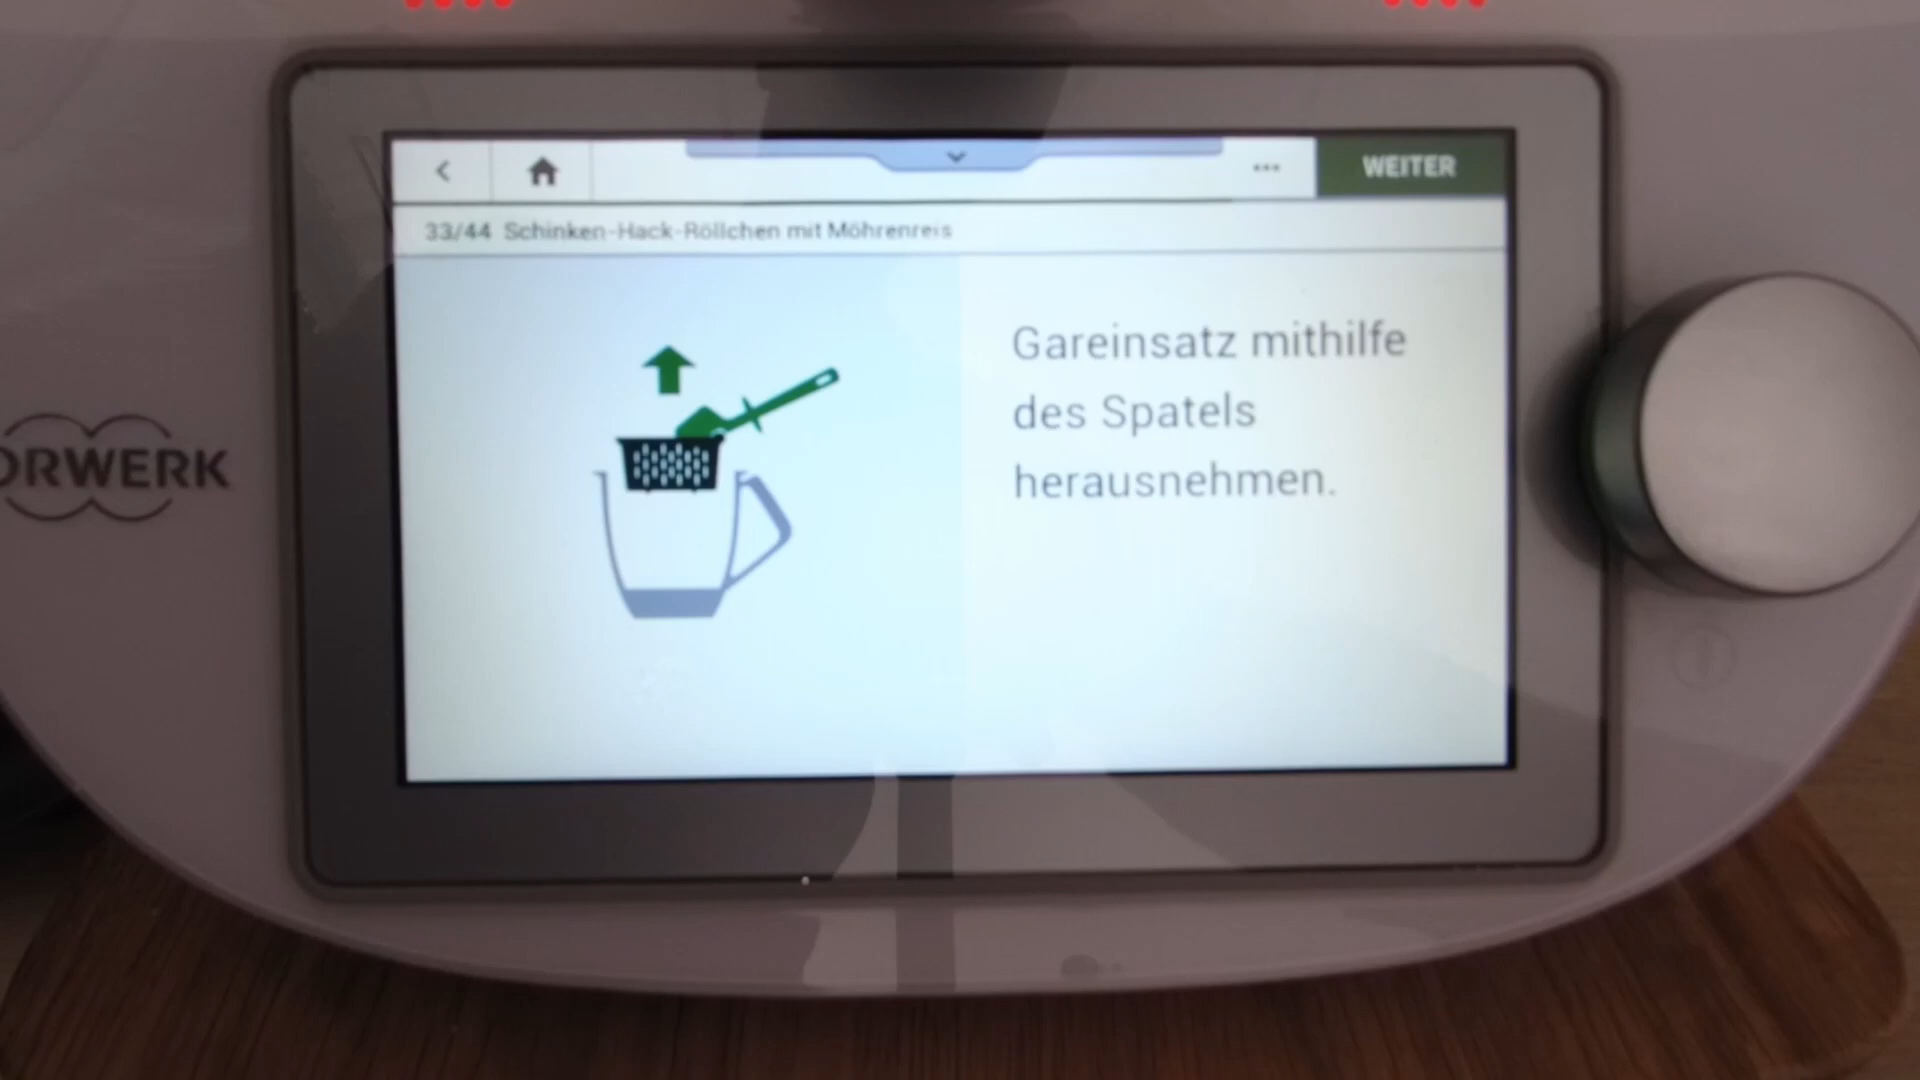 WEITER
33/44 Schinken-Hack-Röllchen mit Möhrenreis
Gareinsatz mithilfe
des Spatels
herausnehmen.
ORWERK